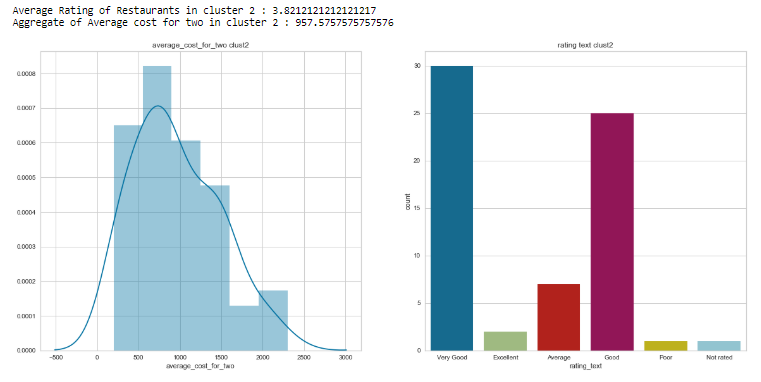 Average Rating of Restaurants in cluster 2 : 3.8212121212121217
Aggregate of Average cost for two in cluster 2 : 957.5757575757576
average_cost_for_two clust2
0.0008
0.0007
0.0006
0.0005
0.0004
0.0003
0.0002
0.0001
0.0000
-500 0 500 1000 1500 2000 2500 3000
average_cost_for_two
rating text clust2
30
25
20
15
10
5
0
count
Very Good Excellent Average Good Poor Not rated
rating_text